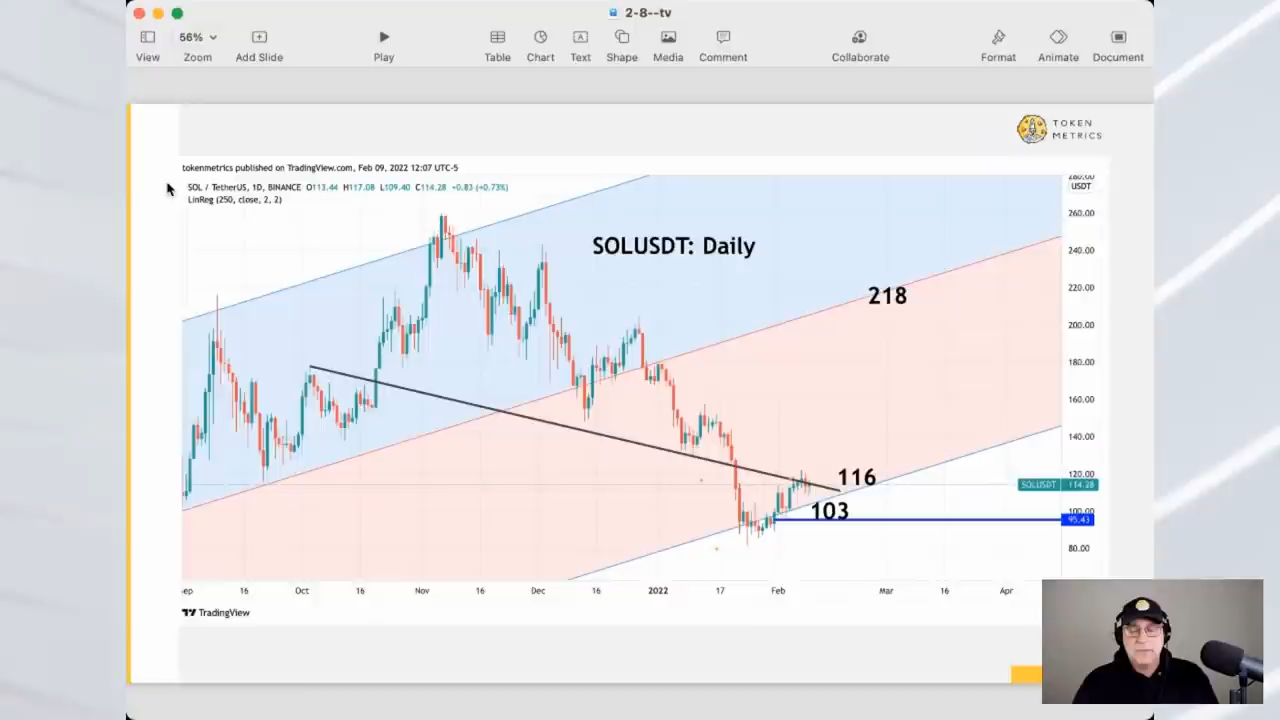 2-8--tv
56%
View Zoom Add Slide Play Table Chart Text Shape Media Comment Collaborate Format Animate Document
TOKEN
METRICS
tokenmetrics published on TradingView.com, Feb 09, 2022 12:07 UTC-5
SOL / TetherUS, 1D, BINANCE O113.44 H117.08 L109.40 C114.28 +0.83 (+0.73%)
LinReg (250, close, 2, 2)
280.00
USDT
260.00
SOLUSDT: Daily
240.00
220.00
218
200.00
180.00
160.00
140.00
120.00
116
SOLUSDT 114.28
103
100.00
95.43
80.00
16 Oct 16 Nov 16 Dec 16 2022 17 Feb Mar 16 Apr
TradingView